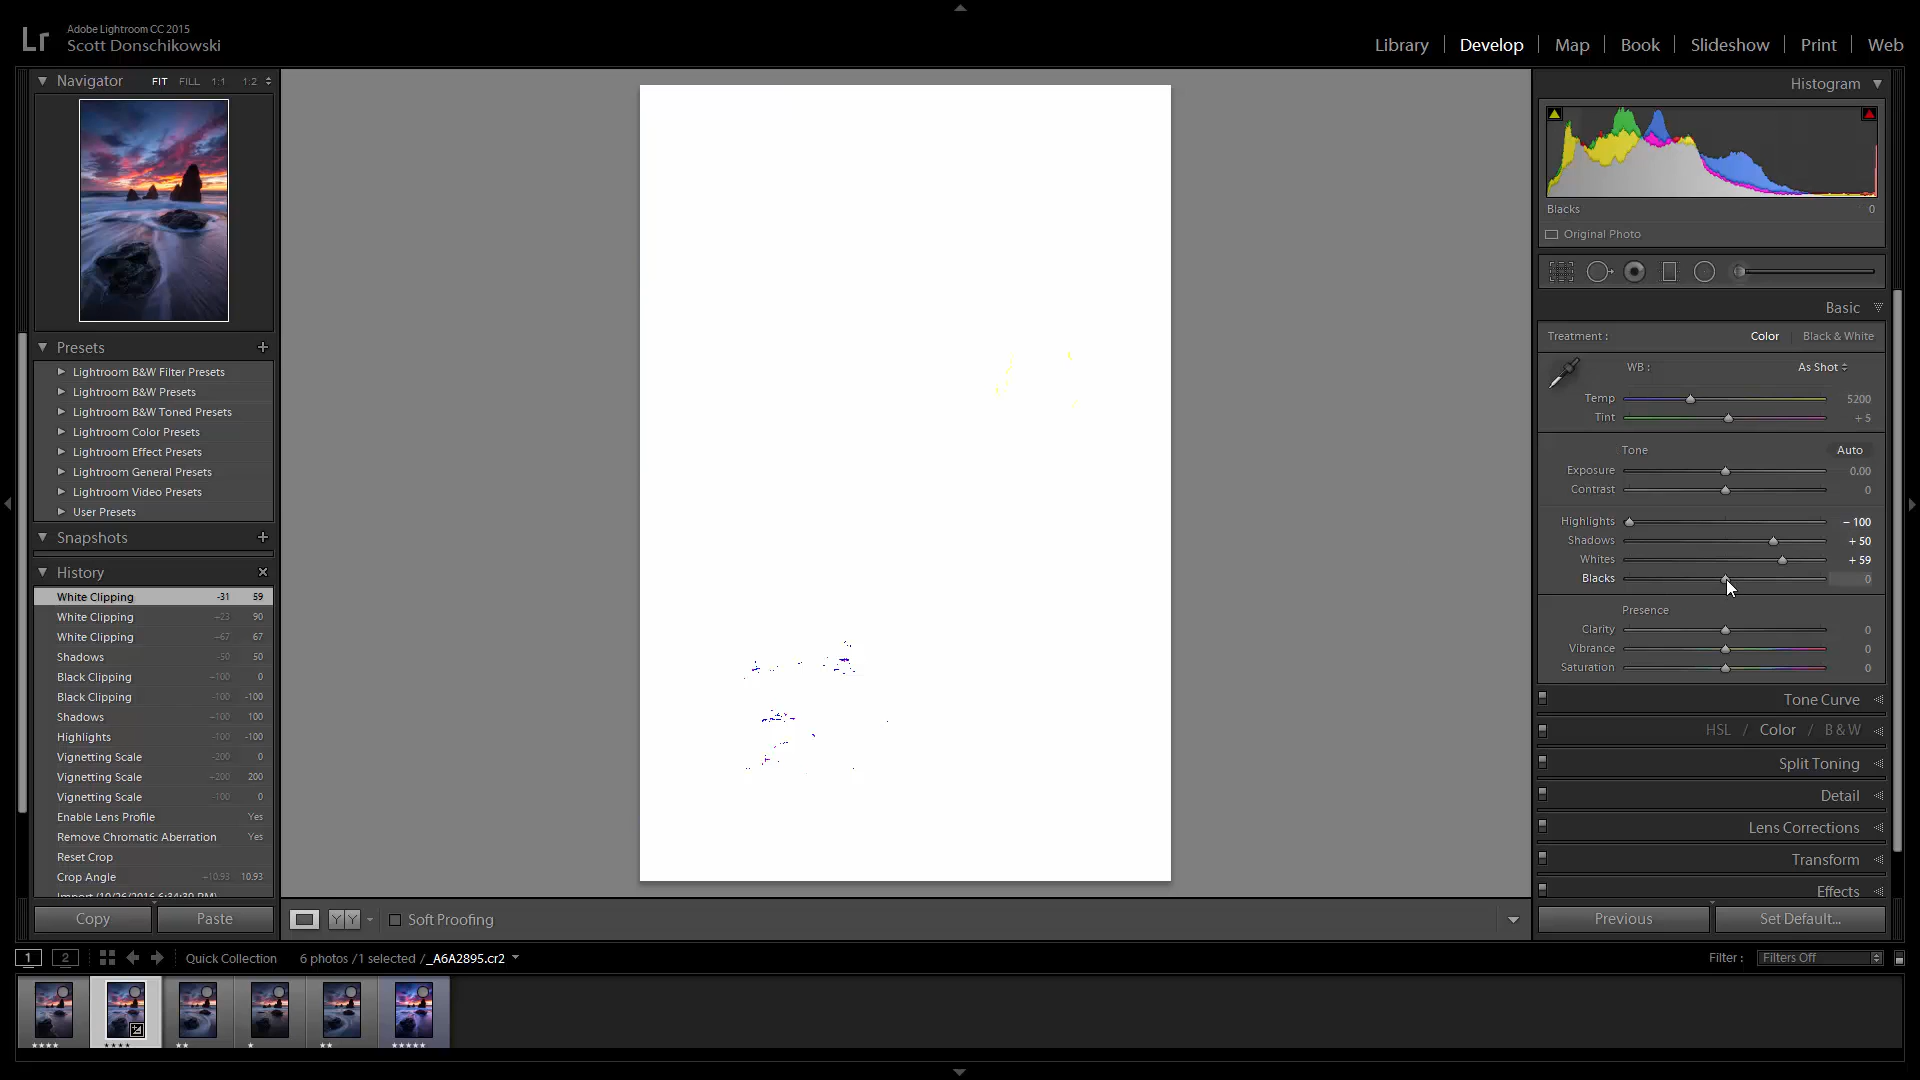 Lr
Adobe Lightroom CC 2015
Scott Donschikowski
Library Develop Map Book Slideshow Print Web
Navigator FIT FILL 1:1 1:2
Presets +
Lightroom B&W Filter Presets
Lightroom B&W Presets
Lightroom B&W Toned Presets
Lightroom Color Presets
Lightroom Effect Presets
Lightroom General Presets
Lightroom Video Presets
User Presets
Snapshots +
History
White Clipping -31 59
White Clipping +23 90
White Clipping +67 67
Shadows -50 50
Black Clipping +100 0
Black Clipping -100 -100
Shadows +100 100
Highlights -100 -100
Vignetting Scale -200 0
Vignetting Scale +200 200
Vignetting Scale -100 0
Enable Lens Profile Yes
Remove Chromatic Aberration Yes
Reset Crop
Crop Angle 10.93
Import (10/26/2016 6:34:39 PM)
Copy Paste
Y Y
Soft Proofing
Histogram
Blacks 0
Original Photo
Basic
Treatment : Color Black & White
WB : As Shot
Temp 5200
Tint + 5
Tone Auto
Exposure 0.00
Contrast 0
Highlights – 100
Shadows + 50
Whites + 59
Blacks 0
Presence
Clarity 0
Vibrance 0
Saturation 0
Tone Curve
HSL / Color / B & W
Split Toning
Detail
Lens Corrections
Transform
Effects
Previous Set Default...
1 2 Quick Collection 6 photos /1 selected /_A6A2895.cr2
Filter : Filters Off